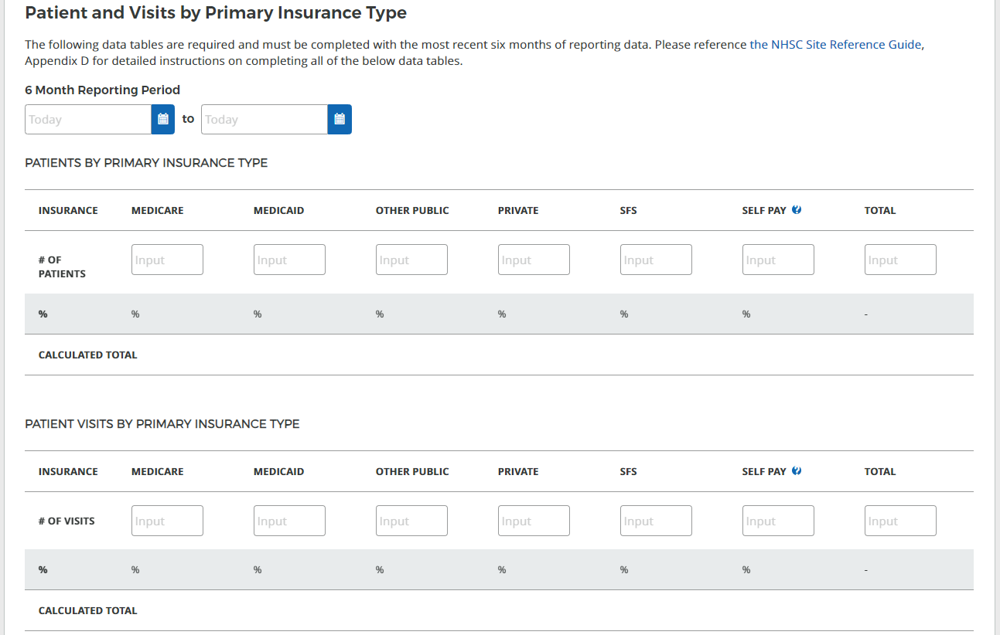 Patient and Visits by Primary Insurance Type
The following data tables are required and must be completed with the most recent six months of reporting data. Please reference the NHSC Site Reference Guide,
Appendix D for detailed instructions on completing all of the below data tables.
6 Month Reporting Period
Today to Today
PATIENTS BY PRIMARY INSURANCE TYPE
INSURANCE MEDICARE MEDICAID OTHER PUBLIC PRIVATE SFS SELF PAY ? TOTAL
# OF
PATIENTS Input Input Input Input Input Input Input
% % % % % % % -
CALCULATED TOTAL
PATIENT VISITS BY PRIMARY INSURANCE TYPE
INSURANCE MEDICARE MEDICAID OTHER PUBLIC PRIVATE SFS SELF PAY ? TOTAL
# OF VISITS Input Input Input Input Input Input Input
% % % % % % % -
CALCULATED TOTAL